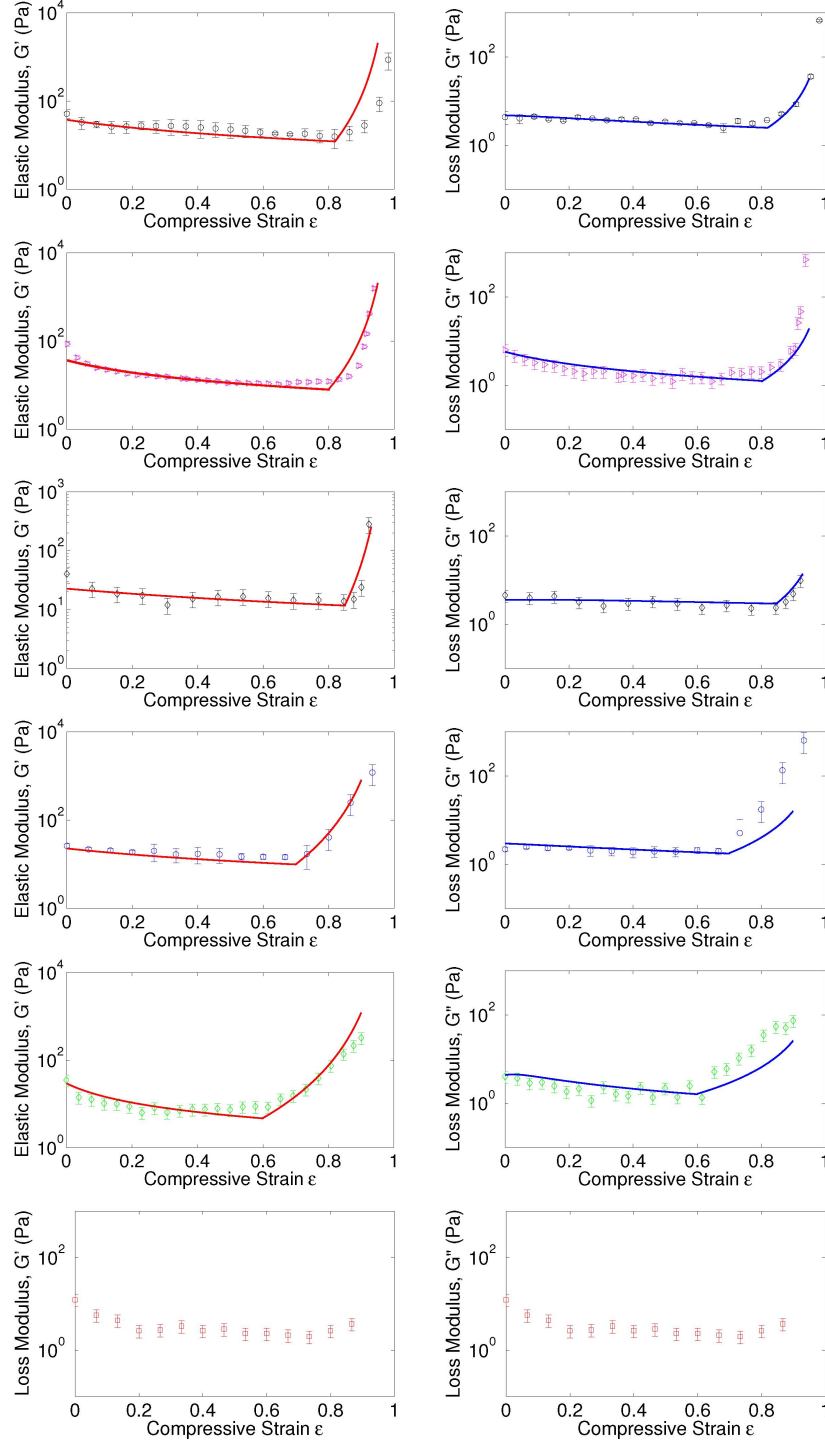 Elastic Modulus, G' (Pa)
10^4
10^2
10^0
0 0.2 0.4 0.6 0.8 1
Compressive Strain ε
Loss Modulus, G" (Pa)
10^2
10^0
0 0.2 0.4 0.6 0.8 1
Compressive Strain ε
Elastic Modulus, G' (Pa)
10^4
10^2
10^0
0 0.2 0.4 0.6 0.8 1
Compressive Strain ε
Loss Modulus, G" (Pa)
10^2
10^0
0 0.2 0.4 0.6 0.8 1
Compressive Strain ε
Elastic Modulus, G' (Pa)
10^3
10^2
10^1
10^0
0 0.2 0.4 0.6 0.8 1
Compressive Strain ε
Loss Modulus, G" (Pa)
10^2
10^0
0 0.2 0.4 0.6 0.8 1
Compressive Strain ε
Elastic Modulus, G' (Pa)
10^4
10^2
10^0
0 0.2 0.4 0.6 0.8 1
Compressive Strain ε
Loss Modulus, G" (Pa)
10^2
10^0
0 0.2 0.4 0.6 0.8 1
Compressive Strain ε
Elastic Modulus, G' (Pa)
10^4
10^2
10^0
0 0.2 0.4 0.6 0.8 1
Compressive Strain ε
Loss Modulus, G" (Pa)
10^2
10^0
0 0.2 0.4 0.6 0.8 1
Compressive Strain ε
Loss Modulus, G' (Pa)
10^2
10^0
0 0.2 0.4 0.6 0.8 1
Compressive Strain ε
Loss Modulus, G" (Pa)
10^2
10^0
0 0.2 0.4 0.6 0.8 1
Compressive Strain ε